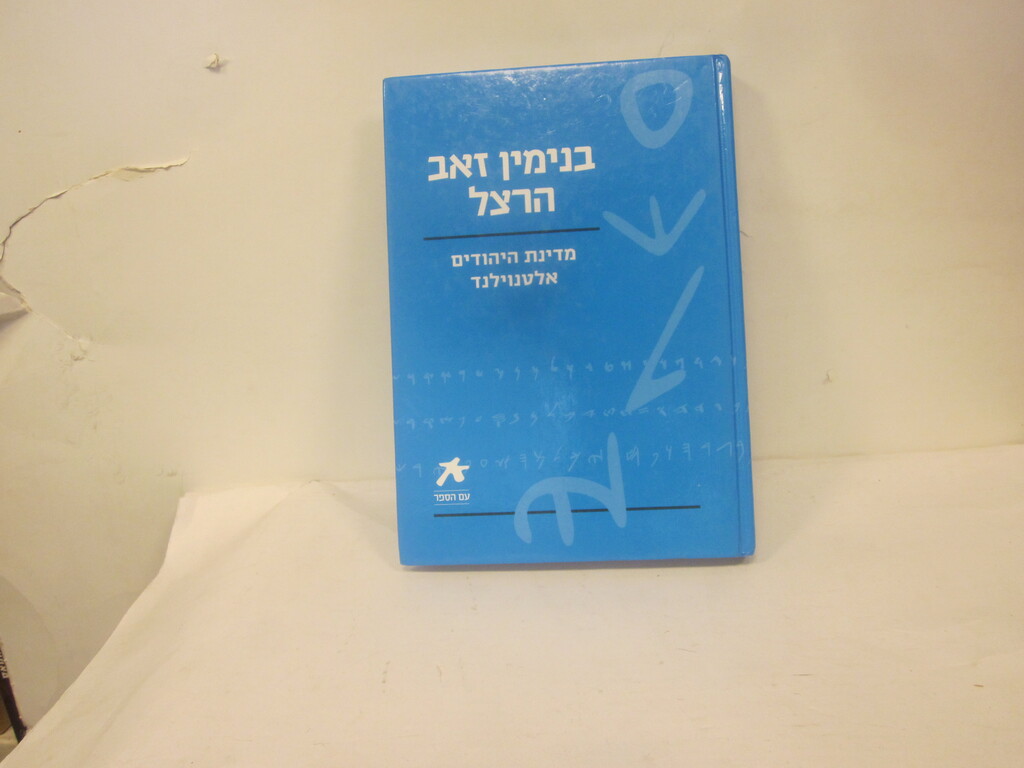 בנימין זאב
הרצל
מדינת היהודים
אלטנוילנד
עם הספר